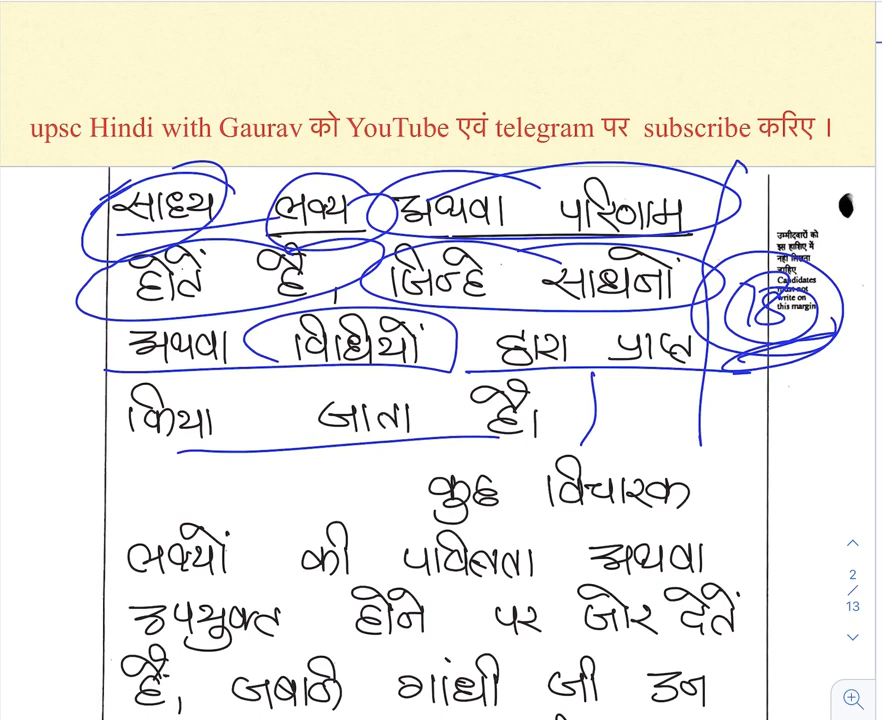 upsc Hindi with Gaurav को YouTube एवं telegram पर subscribe करिए ।
साध्य लक्ष्य अथवा परिणाम
होतें है, जिन्हे साधनों
अथवा विधियों द्वारा प्राप्त
किया जाता है।
कुछ विचारक
लक्ष्यों की पवित्रता अथवा
उपयुक्त होने पर जोर देतें
हैं, जबकि गांधी जी उन
उम्मीदवारों को
इस हाशिए में
नहीं लिखना
चाहिए
Candidates
must not
write on
this margin
18
2
/
13